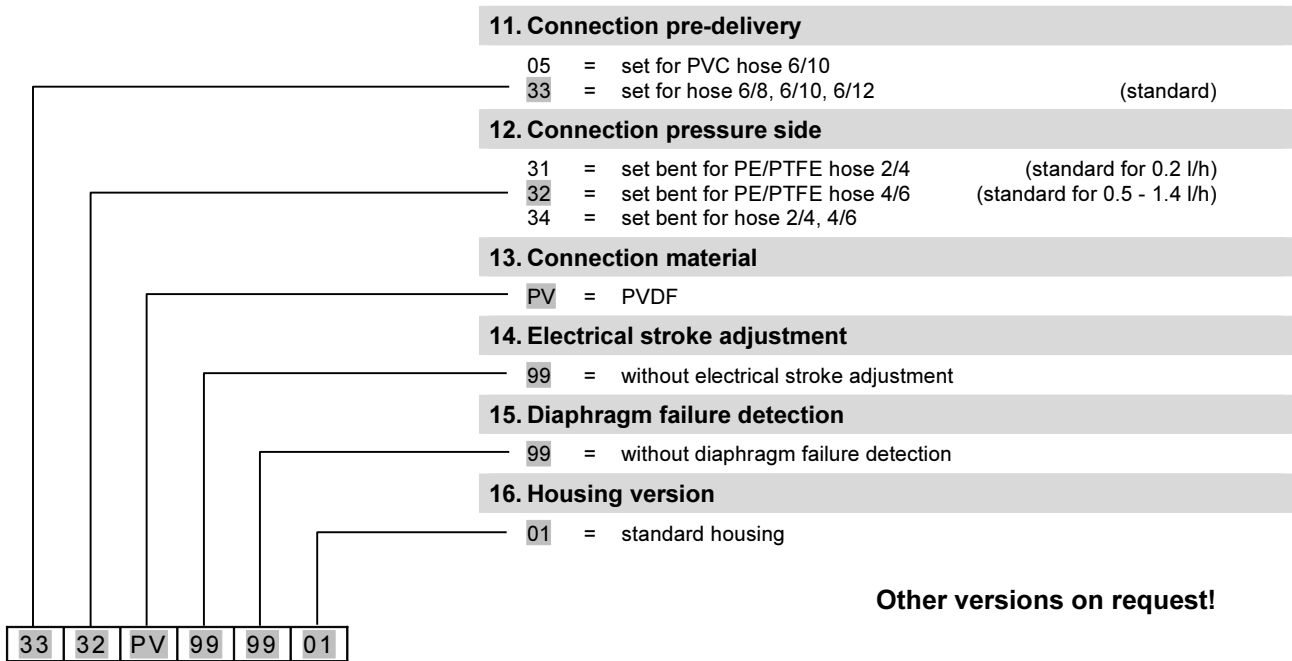 11. Connection pre-delivery
05 = set for PVC hose 6/10
33 = set for hose 6/8, 6/10, 6/12 (standard)
12. Connection pressure side
31 = set bent for PE/PTFE hose 2/4 (standard for 0.2 l/h)
32 = set bent for PE/PTFE hose 4/6 (standard for 0.5 - 1.4 l/h)
34 = set bent for hose 2/4, 4/6
13. Connection material
PV = PVDF
14. Electrical stroke adjustment
99 = without electrical stroke adjustment
15. Diaphragm failure detection
99 = without diaphragm failure detection
16. Housing version
01 = standard housing
Other versions on request!
33 32 PV 99 99 01